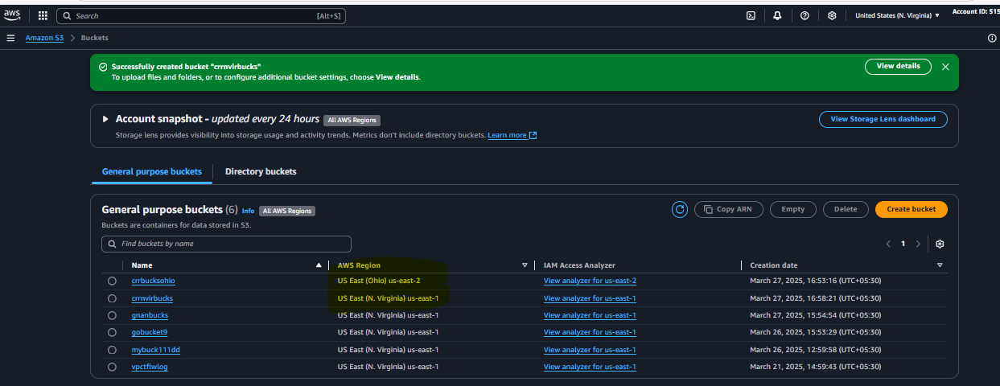 aws Search [Alt+S] United States (N. Virginia) ▼ Account ID: 515
Amazon S3 > Buckets
Successfully created bucket "crrnvirbucks"
To upload files and folders, or to configure additional bucket settings, choose View details.
View details
Account snapshot - updated every 24 hours All AWS Regions
Storage lens provides visibility into storage usage and activity trends. Metrics don't include directory buckets. Learn more
View Storage Lens dashboard
General purpose buckets Directory buckets
General purpose buckets (6) Info All AWS Regions
Buckets are containers for data stored in S3.
Copy ARN Empty Delete Create bucket
Find buckets by name
< 1 >
Name AWS Region IAM Access Analyzer Creation date
crrbucksohio US East (Ohio) us-east-2 View analyzer for us-east-2 March 27, 2025, 16:53:16 (UTC+05:30)
crrnvirbucks US East (N. Virginia) us-east-1 View analyzer for us-east-1 March 27, 2025, 16:58:21 (UTC+05:30)
gnanbucks US East (N. Virginia) us-east-1 View analyzer for us-east-1 March 27, 2025, 15:54:54 (UTC+05:30)
gobucket9 US East (N. Virginia) us-east-1 View analyzer for us-east-1 March 26, 2025, 15:53:29 (UTC+05:30)
mybuck111dd US East (N. Virginia) us-east-1 View analyzer for us-east-1 March 26, 2025, 12:59:58 (UTC+05:30)
vpctflwlog US East (N. Virginia) us-east-1 View analyzer for us-east-1 March 21, 2025, 14:59:43 (UTC+05:30)